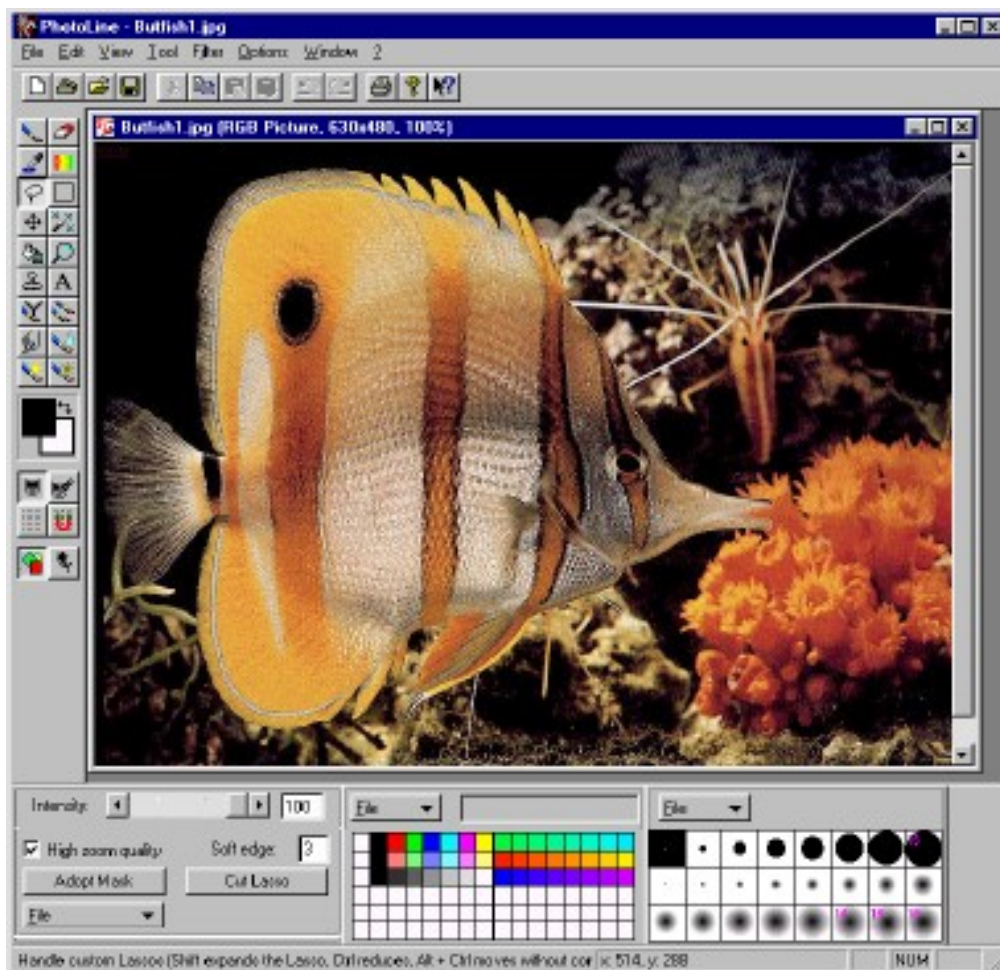 PhotoLine - Butfish1.jpg
File Edit View Tool Filter Options Window ?
Butfish1.jpg (RGB Picture, 630x480, 100%)
A
Intensity: 100
File
File
High zoom quality Soft edge: 3
Adopt Mask Cut Lasso
File
Handle custom Lassos (Shift expands the Lasso, Ctrl reduces, Alt + Ctrl moves without cor x: 514, y: 288 NUM